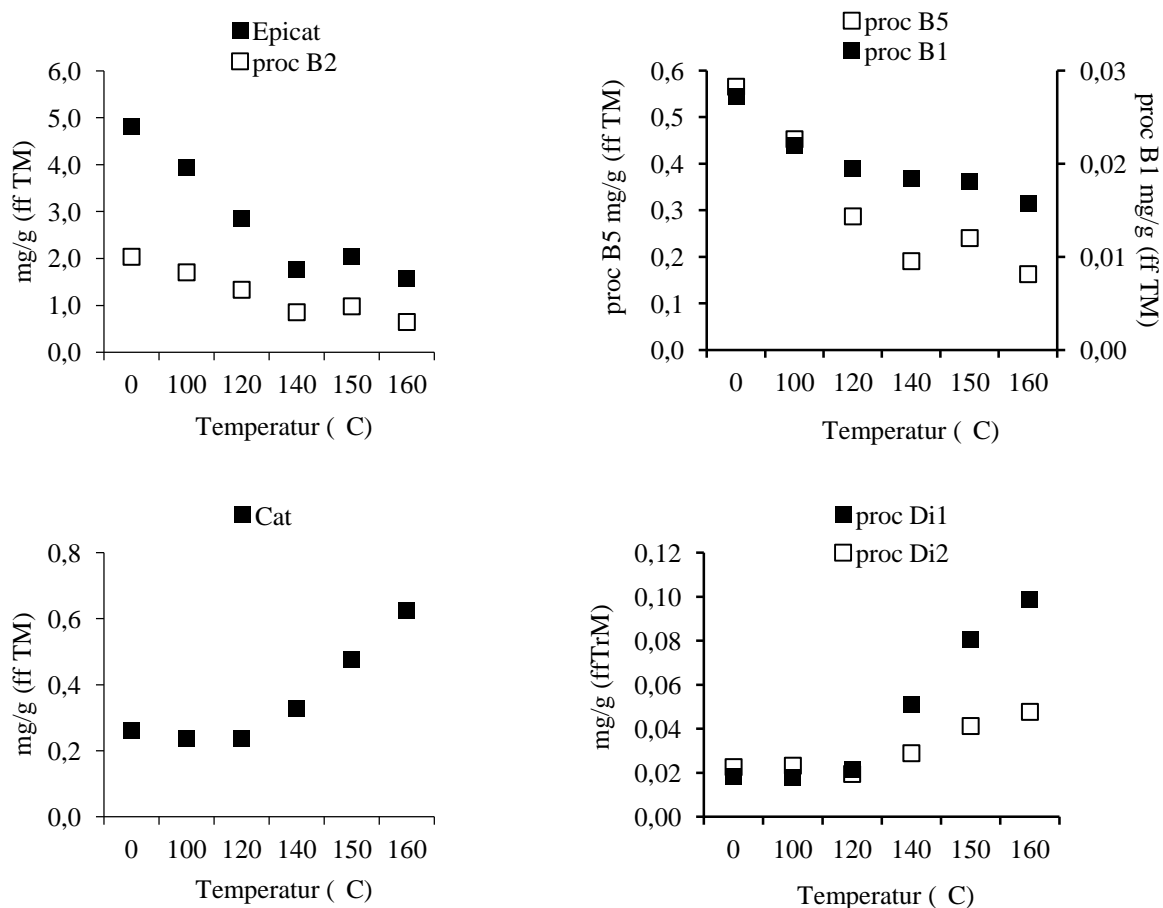 Epicat
proc B2
6,0
5,0
4,0
3,0
2,0
1,0
0,0
mg/g (ff TM)
0 100 120 140 150 160
Temperatur ( C)
proc B5
proc B1
0,6
0,5
0,4
0,3
0,2
0,1
0,0
proc B5 mg/g (ff TM)
0,03
0,02
0,01
0,00
proc B1 mg/g (ff TM)
0 100 120 140 150 160
Temperatur ( C)
Cat
0,8
0,6
0,4
0,2
0,0
mg/g (ff TM)
0 100 120 140 150 160
Temperatur ( C)
proc Di1
proc Di2
0,12
0,10
0,08
0,06
0,04
0,02
0,00
mg/g (ffTrM)
0 100 120 140 150 160
Temperatur ( C)